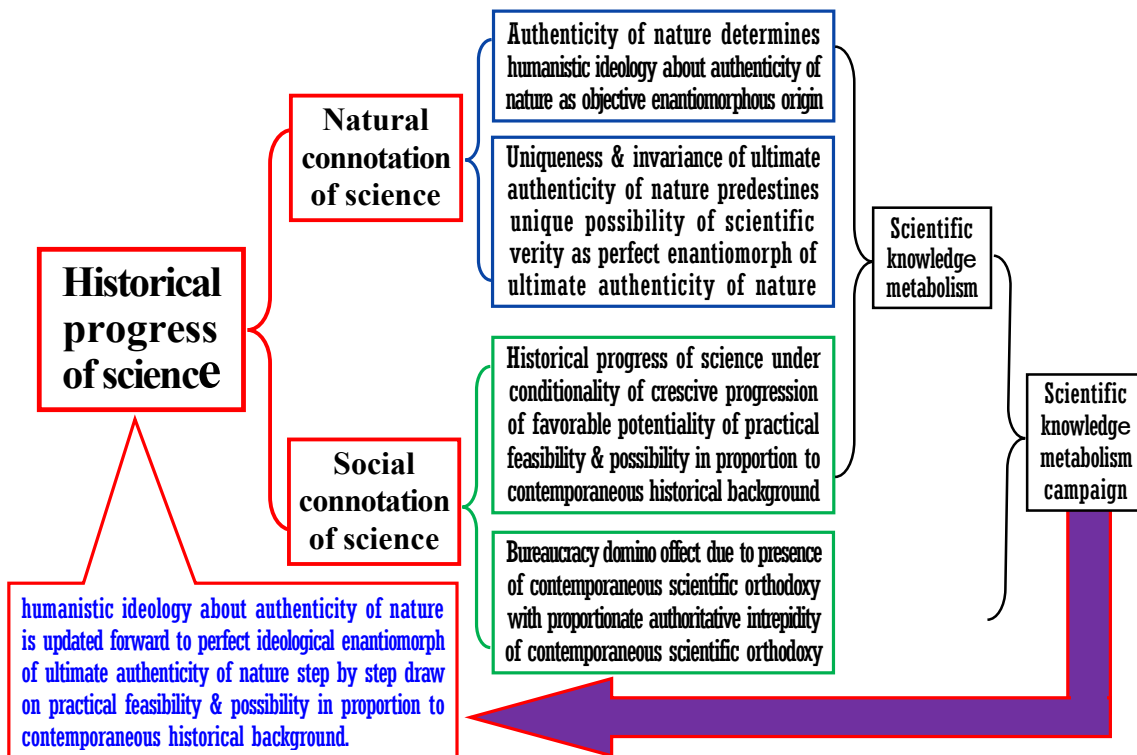 Historical
progress
of science
Natural
connotation
of science
Social
connotation
of science
Authenticity of nature determines
humanistic ideology about authenticity of
nature as objective enantiomorphous origin
Uniqueness & invariance of ultimate
authenticity of nature predestines
unique possibility of scientific
verity as perfect enantiomorph of
ultimate authenticity of nature
Historical progress of science under
conditionality of crescive progression
of favorable potentiality of practical
feasibility & possibility in proportion to
contemporaneous historical background
Bureaucracy domino offect due to presence
of contemporaneous scientific orthodoxy
with proportionate authoritative intrepidity
of contemporaneous scientific orthodoxy
Scientific
knowledge
metabolism
Scientific
knowledge
metabolism
campaign
humanistic ideology about authenticity of nature
is updated forward to perfect ideological enantiomorph
of ultimate authenticity of nature step by step draw
on practical feasibility & possibility in proportion to
contemporaneous historical background.